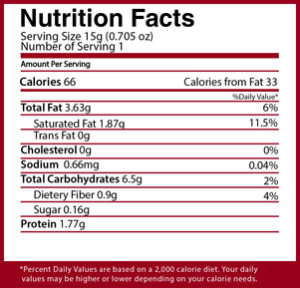 Nutrition Facts
Serving Size 15g (0.705 oz)
Number of Serving 1
Amount Per Serving
Calories 66 Calories from Fat 33
%Daily Value*
Total Fat 3.63g 6%
Saturated Fat 1.87g 11.5%
Trans Fat 0g
Cholesterol 0g 0%
Sodium 0.66mg 0.04%
Total Carbohydrates 6.5g 2%
Dietery Fiber 0.9g 4%
Sugar 0.16g
Protein 1.77g
*Percent Daily Values are based on a 2,000 calorie diet. Your daily
values may be higher or lower depending on your calorie needs.